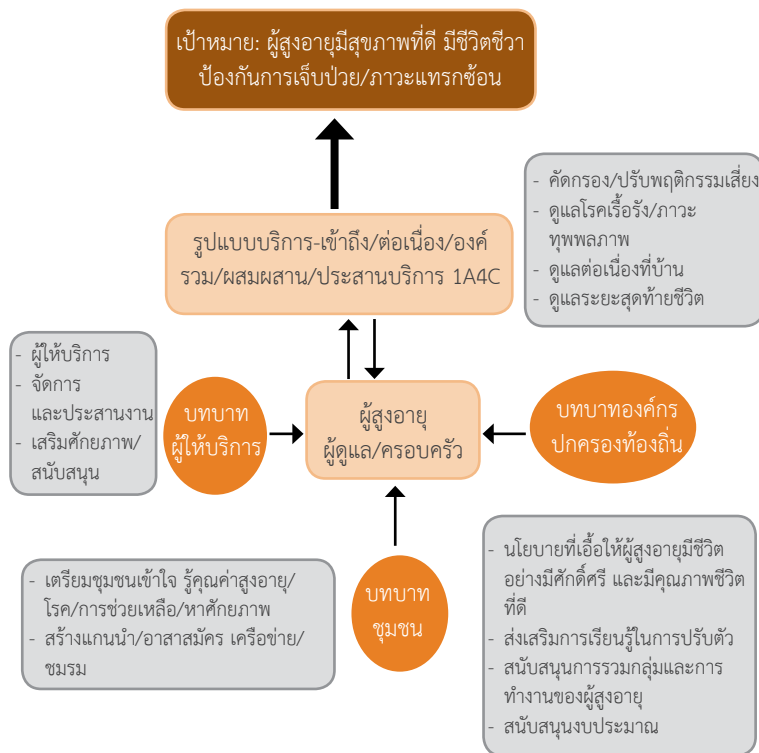 เป้าหมาย: ผู้สูงอายุมีสุขภาพที่ดี มีชีวิตชีวา
ป้องกันการเจ็บป่วย/ภาวะแทรกซ้อน
- คัดกรอง/ปรับพฤติกรรมเสี่ยง
- ดูแลโรคเรื้อรัง/ภาวะ
ทุพพลภาพ
- ดูแลต่อเนื่องที่บ้าน
- ดูแลระยะสุดท้ายชีวิต
รูปแบบบริการ-เข้าถึง/ต่อเนื่อง/องค์
รวม/ผสมผสาน/ประสานบริการ 1A4C
- ผู้ให้บริการ
- จัดการ
และประสานงาน
- เสริมศักยภาพ/
สนับสนุน
บทบาท
ผู้ให้บริการ
ผู้สูงอายุ
ผู้ดูแล/ครอบครัว
บทบาทองค์กร
ปกครองท้องถิ่น
- เตรียมชุมชนเข้าใจ รู้คุณค่าสูงอายุ/
โรค/การช่วยเหลือ/หาศักยภาพ
- สร้างแกนนำ/อาสาสมัคร เครือข่าย/
ชมรม
บทบาท
ชุมชน
- นโยบายที่เอื้อให้ผู้สูงอายุมีชีวิต
อย่างมีศักดิ์ศรี และมีคุณภาพชีวิต
ที่ดี
- ส่งเสริมการเรียนรู้ในการปรับตัว
- สนับสนุนการรวมกลุ่มและการ
ทำงานของผู้สูงอายุ
- สนับสนุนงบประมาณ